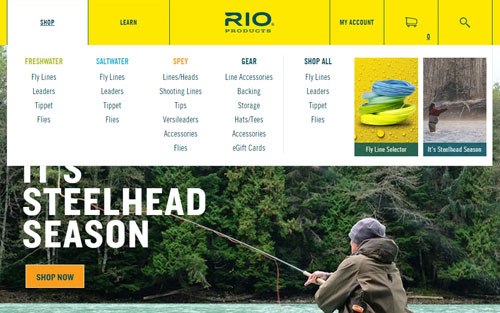 SHOP
LEARN
RIO
PRODUCTS
MY ACCOUNT
0
FRESHWATER
Fly Lines
Leaders
Tippet
Flies
SALTWATER
Fly Lines
Leaders
Tippet
Flies
SPEY
Lines/Heads
Shooting Lines
Tips
Versileaders
Accessories
Flies
GEAR
Line Accessories
Backing
Storage
Hats/Tees
Accessories
eGift Cards
SHOP ALL
Fly Lines
Leaders
Tippet
Flies
Fly Line Selector
It's Steelhead Season
IT'S
STEELHEAD
SEASON
SHOP NOW